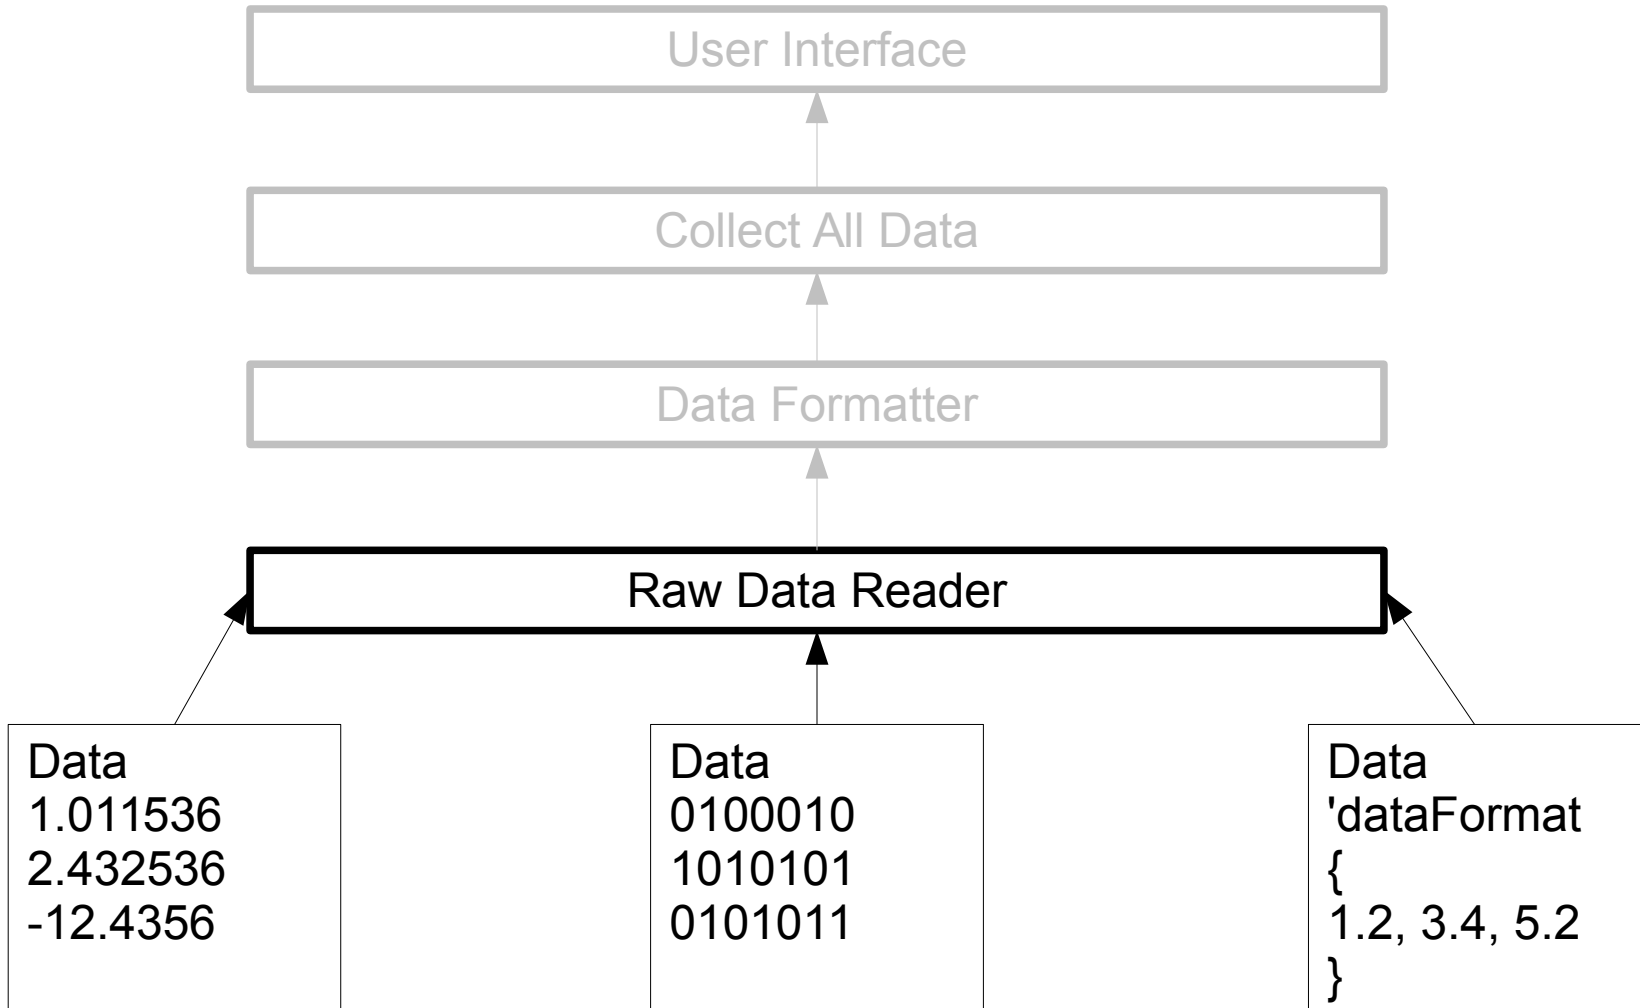 User Interface
Collect All Data
Data Formatter
Raw Data Reader
Data
1.011536
2.432536
-12.4356
Data
0100010
1010101
0101011
Data
'dataFormat
{
1.2, 3.4, 5.2
}